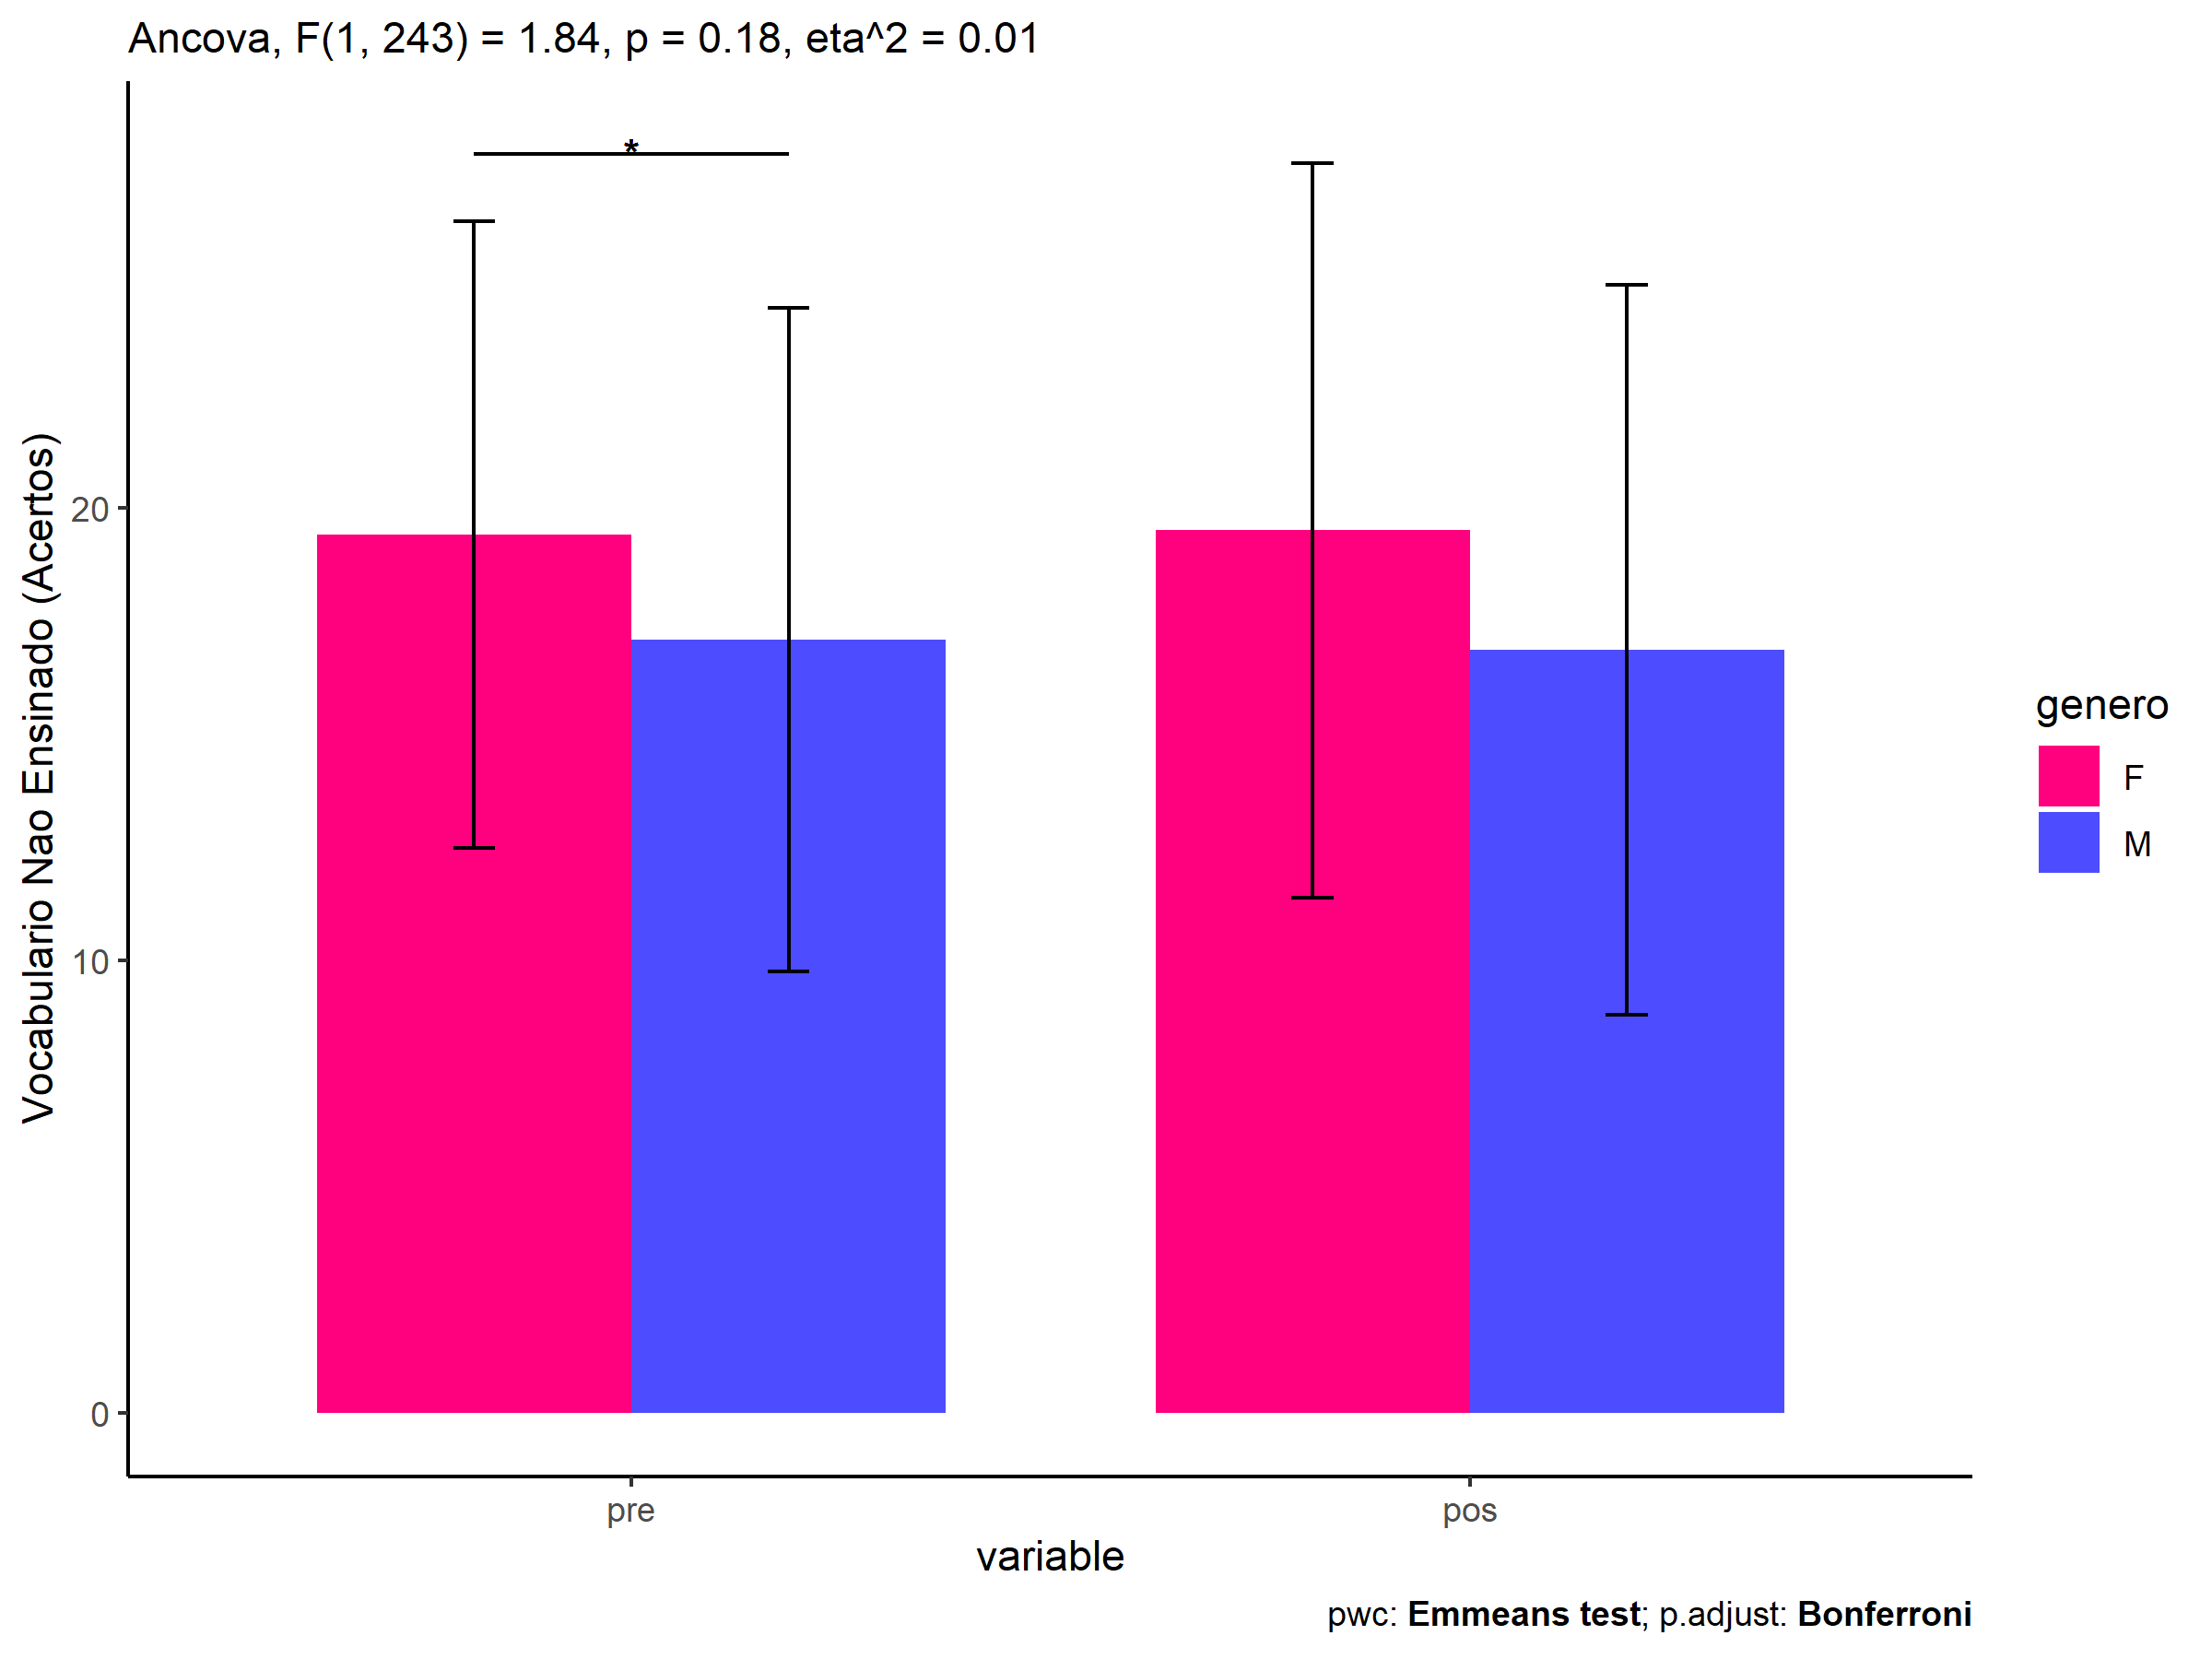 Ancova, F(1, 243) = 1.84, p = 0.18, eta^2 = 0.01
*
Vocabulario Nao Ensinado (Acertos)
20
10
0
pre
pos
variable
genero
F
M
pwc: Emmeans test; p.adjust: Bonferroni